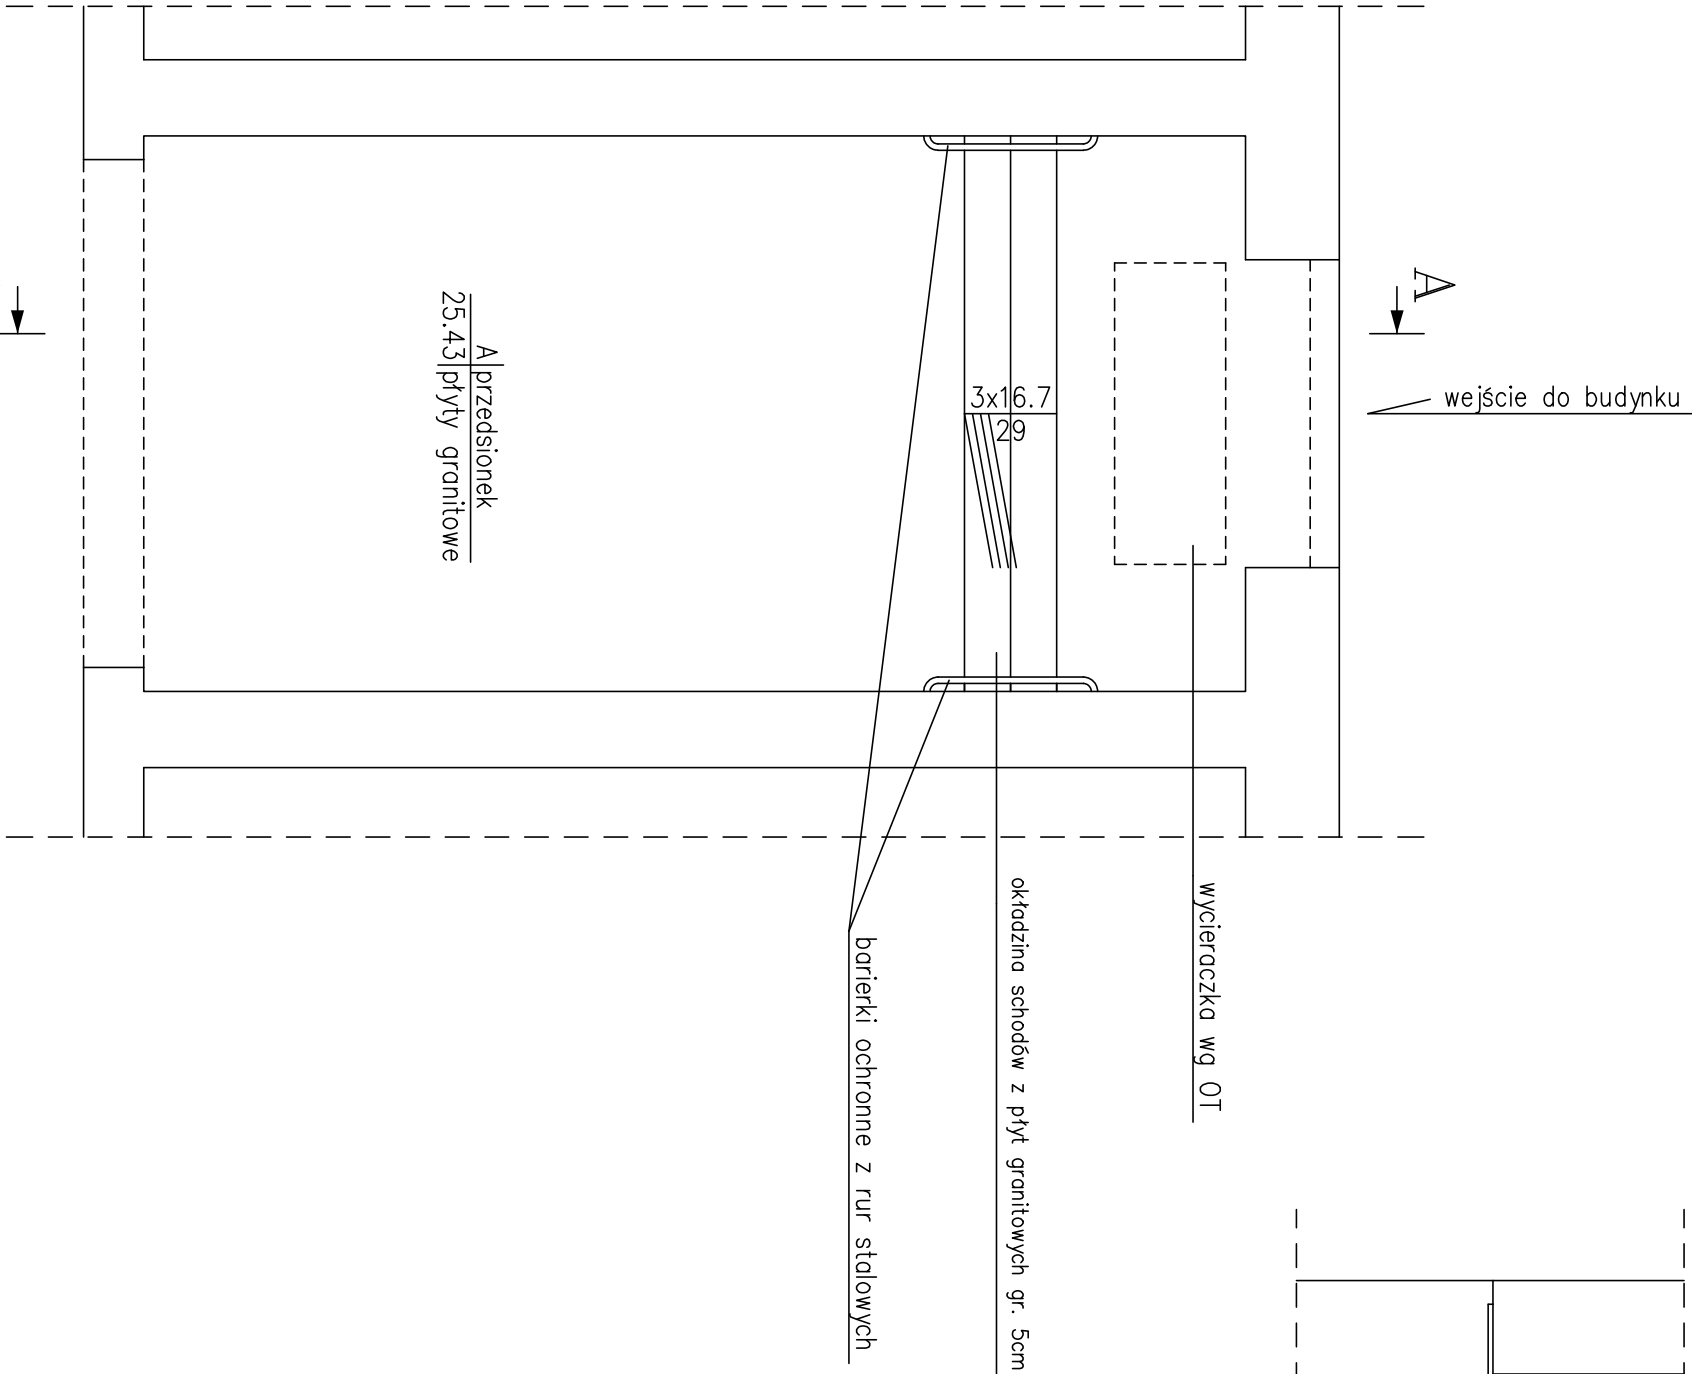 A
wejście do budynku
3x16.7
29
A przedsionek
25.43 płyty granitowe
wycieraczka wg OT
okładzina schodów z płyt granitowych gr. 5cm
barierki ochronne z rur stalowych